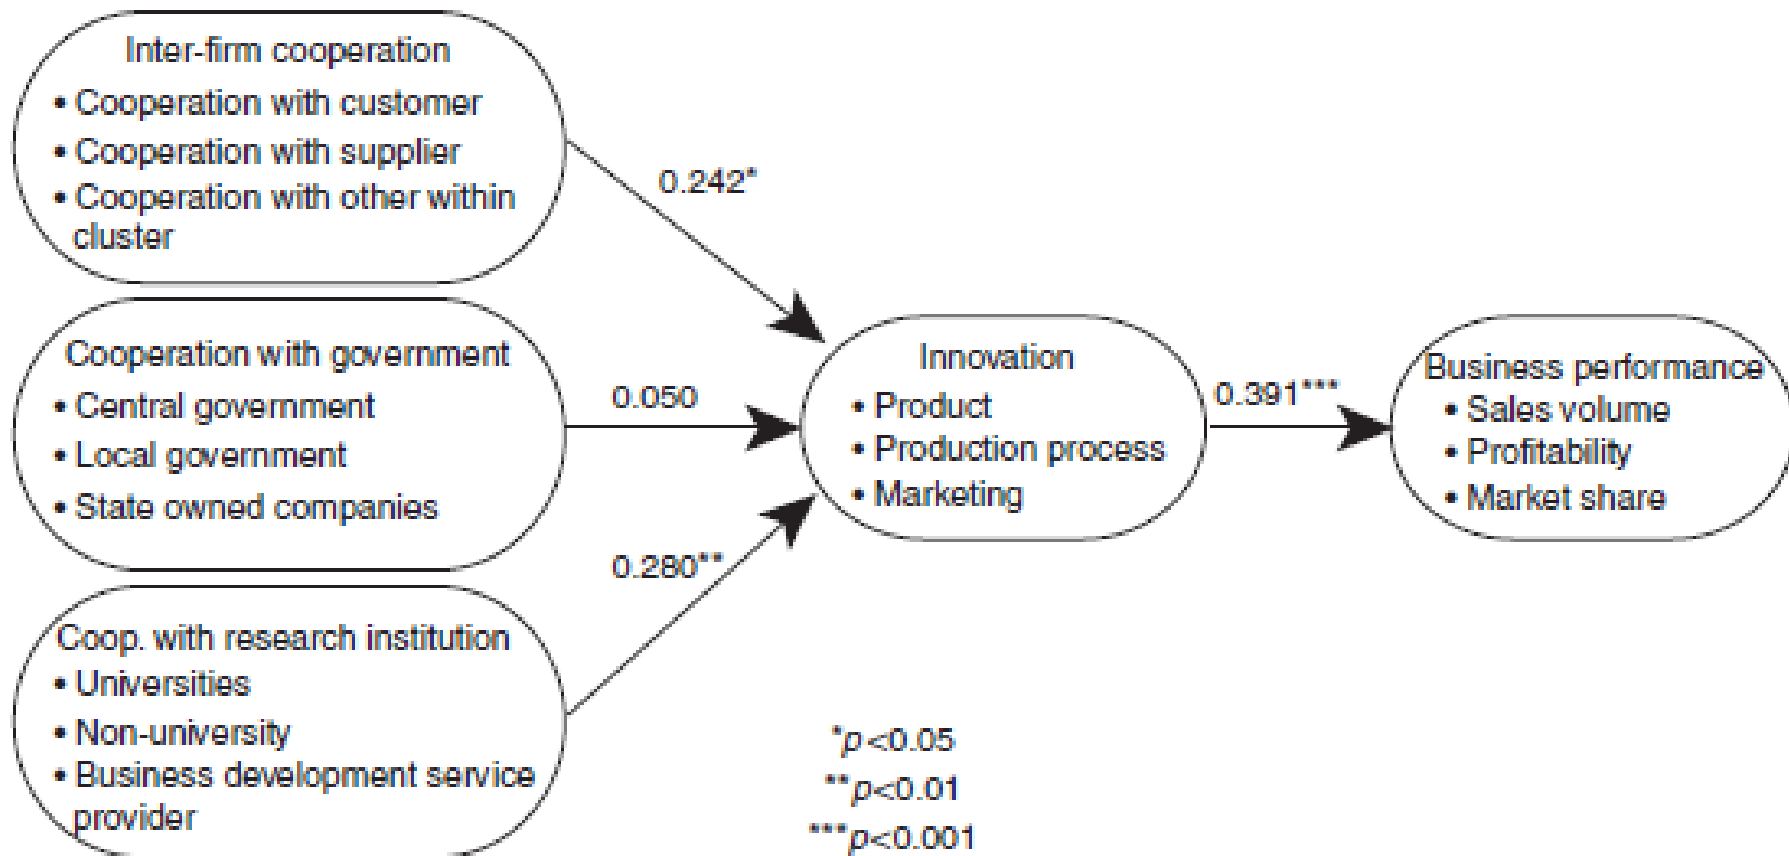 Inter-firm cooperation
• Cooperation with customer
• Cooperation with supplier
• Cooperation with other within
cluster
0.242*
Cooperation with government
• Central government
• Local government
• State owned companies
0.050
Innovation
• Product
• Production process
• Marketing
0.391***
Business performance
• Sales volume
• Profitability
• Market share
0.280**
Coop. with research institution
• Universities
• Non-university
• Business development service
provider
*p<0.05
**p<0.01
***p<0.001